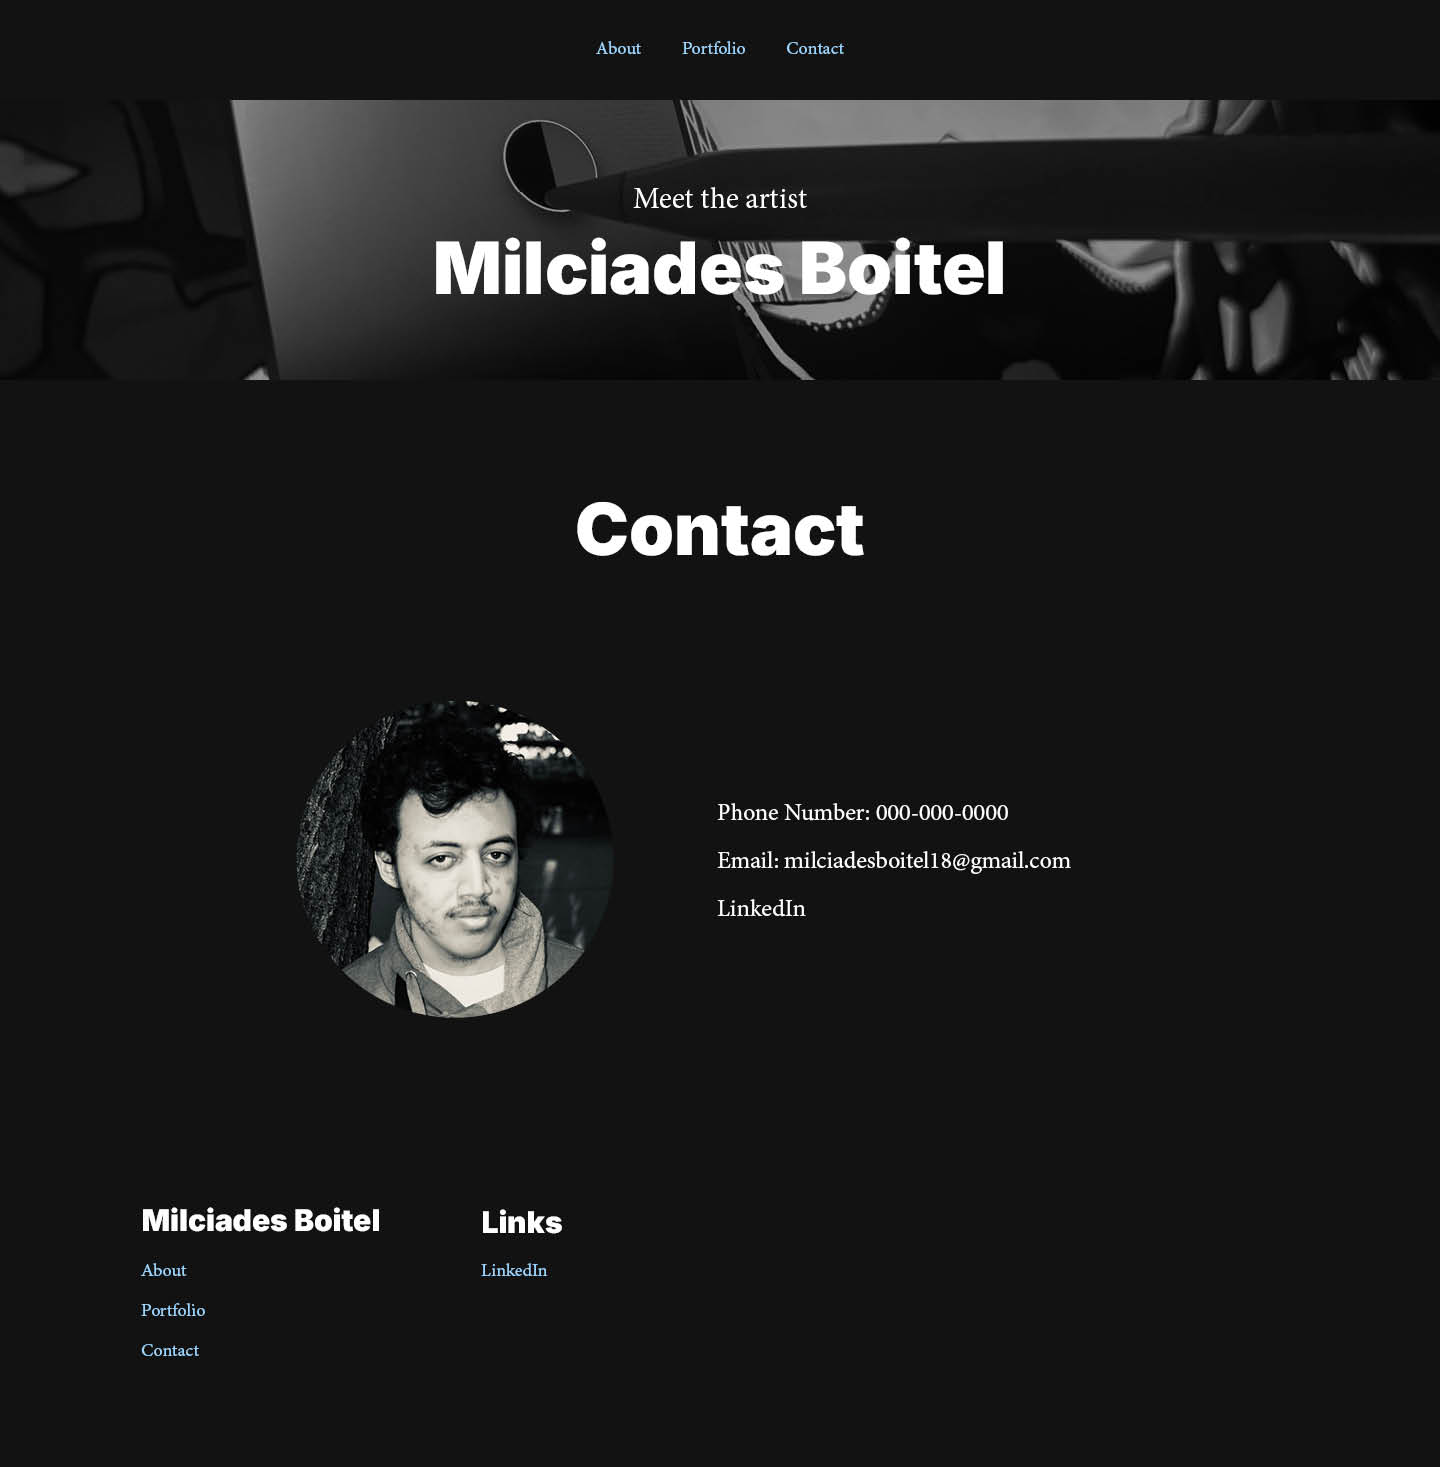 About Portfolio Contact
Meet the artist
Milciades Boitel
Contact
Phone Number: 000-000-0000
Email: milciadesboitel18@gmail.com
LinkedIn
Milciades Boitel
About
Portfolio
Contact
Links
LinkedIn